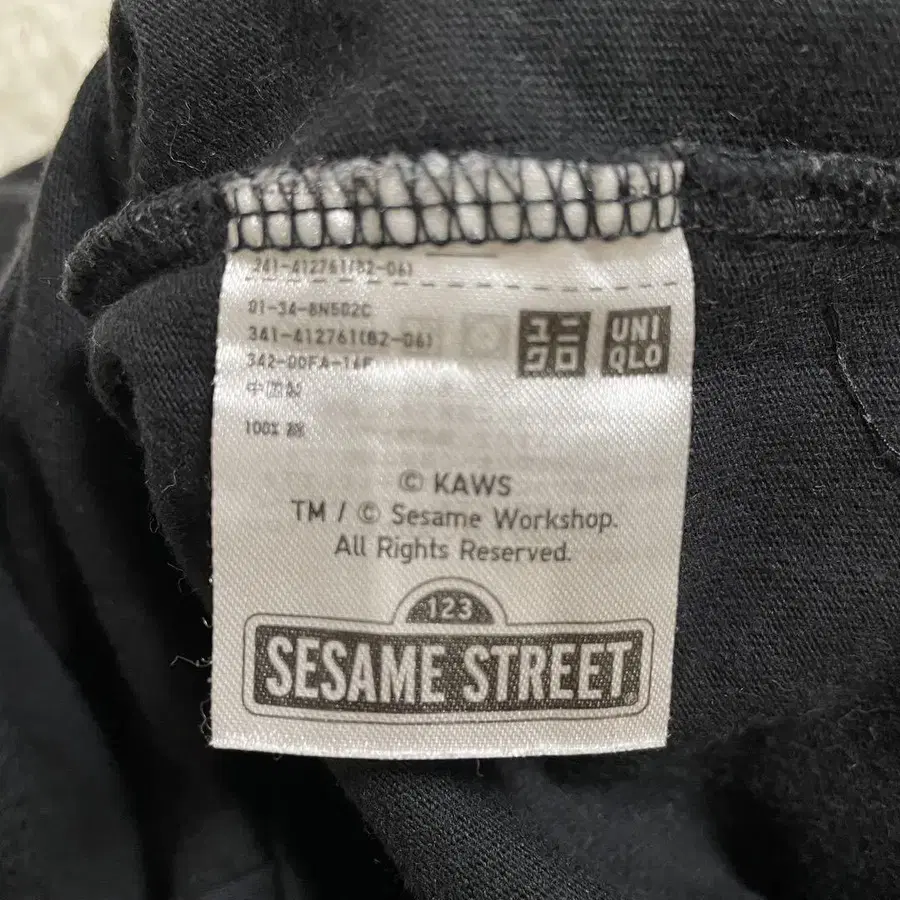 341-412761(82-06)
01-34-8N502C
341-412761(82-06)
342-00FA-16F
中国製
100% 綿
ユニ
クロ
UNI
QLO
© KAWS
TM / © Sesame Workshop.
All Rights Reserved.
123
SESAME STREET